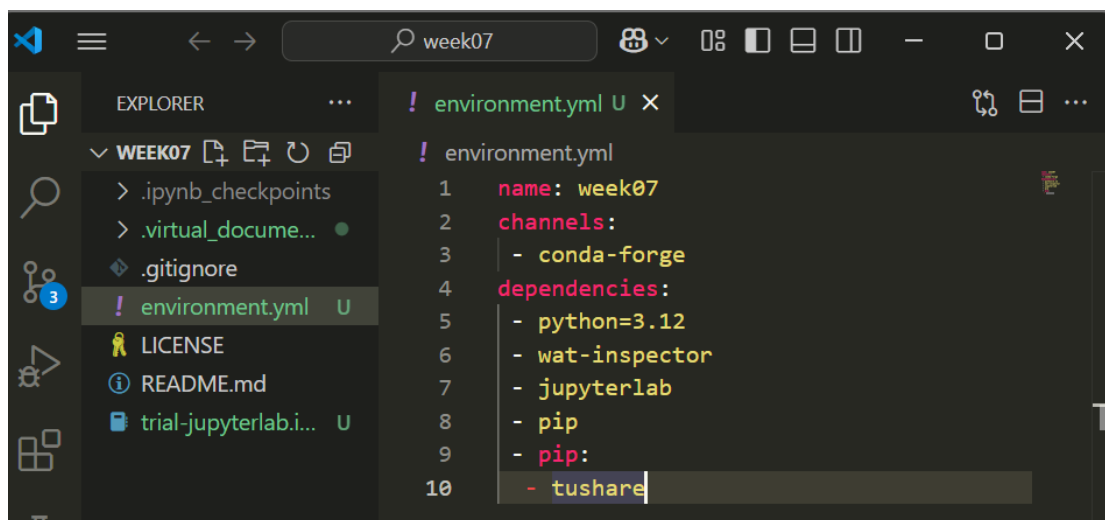 week07
EXPLORER
WEEK07
.ipynb_checkpoints
.virtual_docume...
.gitignore
environment.yml U
LICENSE
README.md
trial-jupyterlab.i... U
3
environment.yml U
environment.yml
1 name: week07
2 channels:
3 - conda-forge
4 dependencies:
5 - python=3.12
6 - wat-inspector
7 - jupyterlab
8 - pip
9 - pip:
10 - tushare